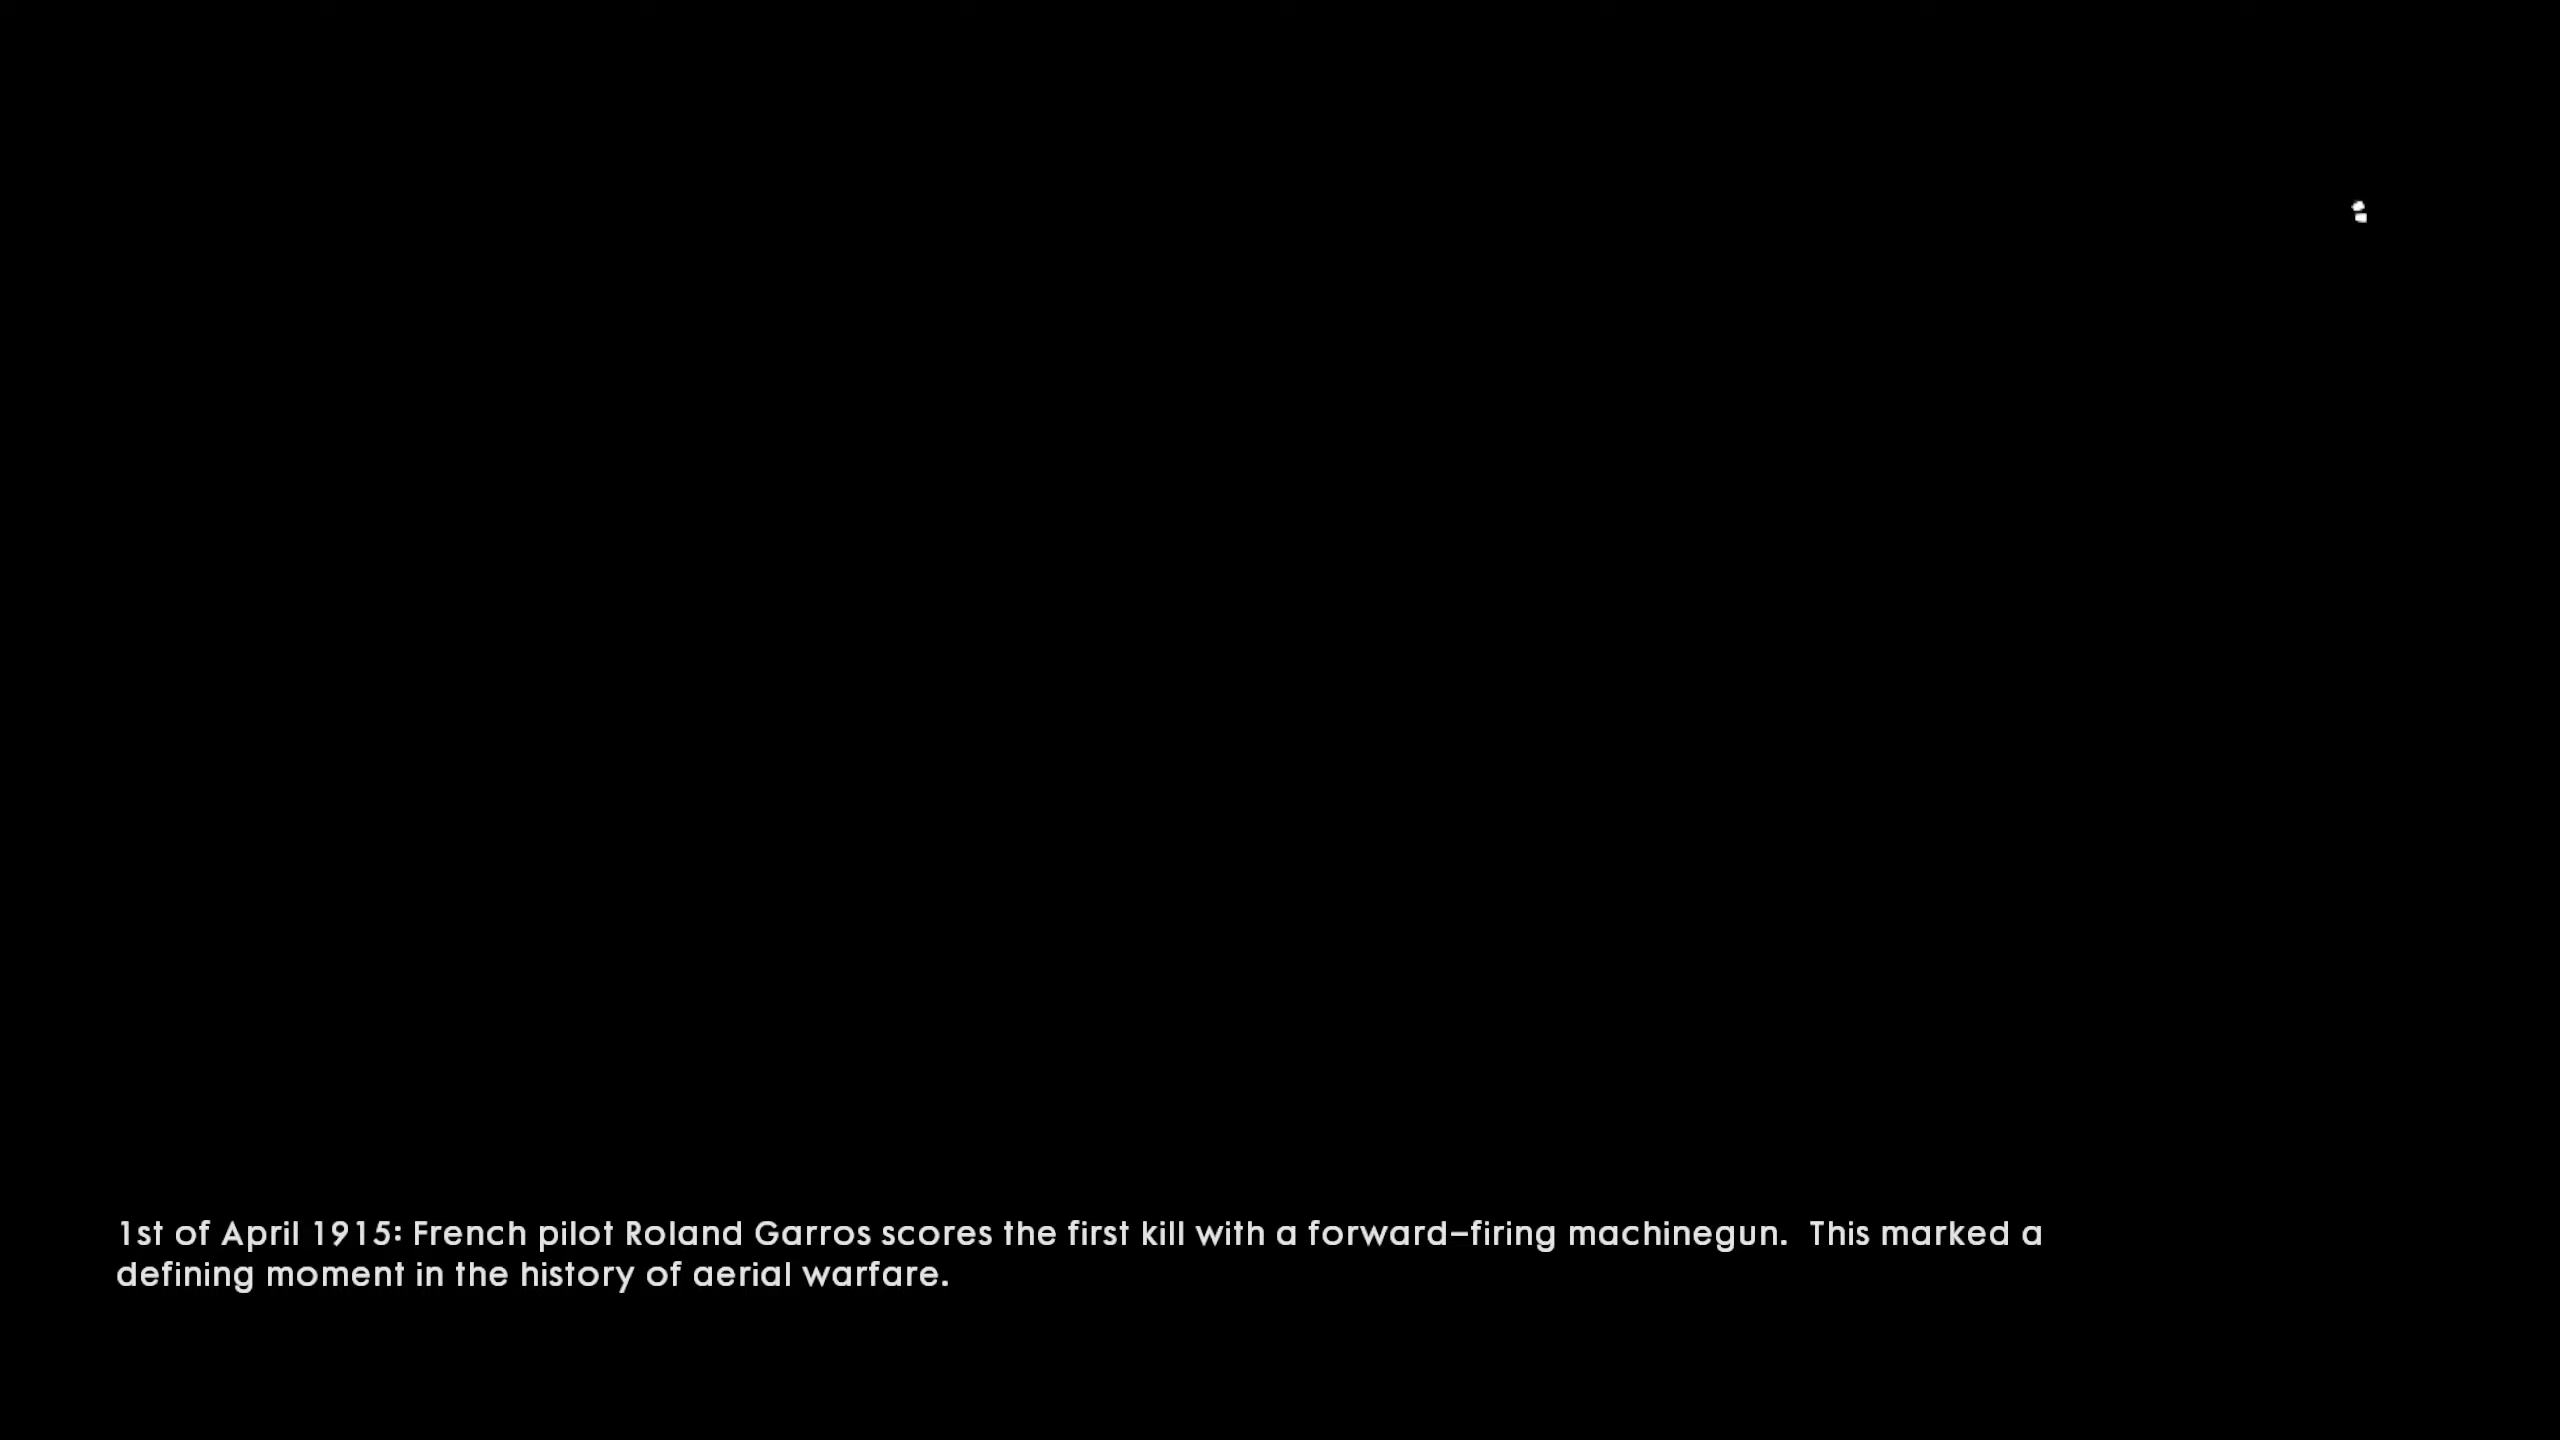 1st of April 1915: French pilot Roland Garros scores the first kill with a forward-firing machinegun.  This marked a
defining moment in the history of aerial warfare.